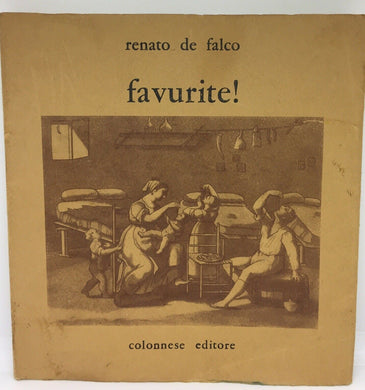 renato de falco
favurite!
colonnese editore